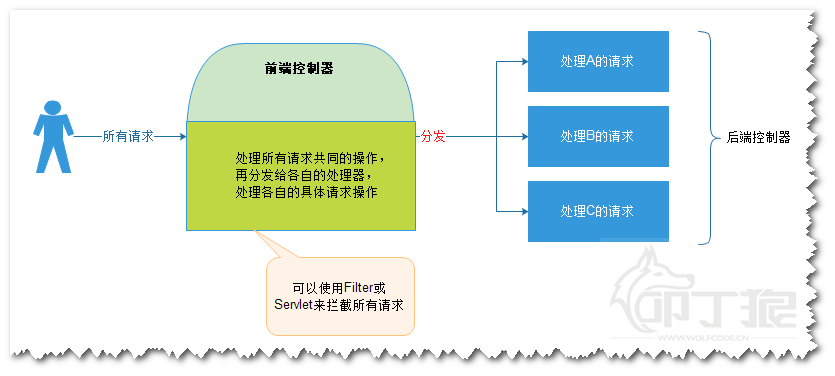 前端控制器
所有请求
处理所有请求共同的操作，
再分发给各自的处理器，
处理各自的具体请求操作
分发
处理A的请求
处理B的请求
处理C的请求
后端控制器
可以使用Filter或
Servlet来拦截所有请求
叩丁狼
WWW.WOLFCODE.CN